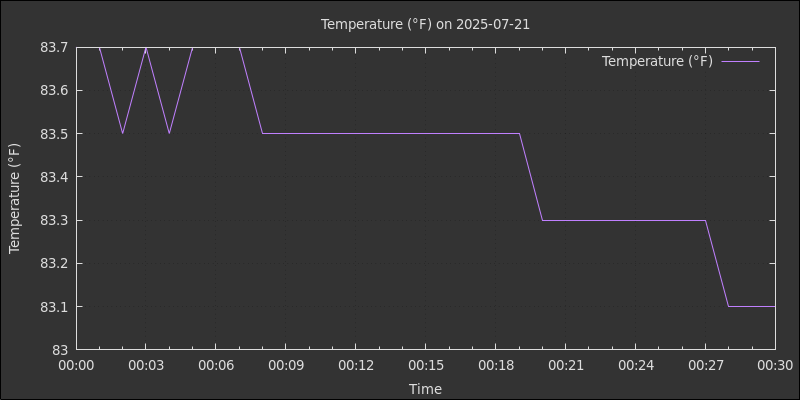 Temperature (°F) on 2025-07-21
Temperature (°F)
83.7
83.6
83.5
83.4
83.3
83.2
83.1
83
Temperature (°F)
00:00 00:03 00:06 00:09 00:12 00:15 00:18 00:21 00:24 00:27 00:30
Time